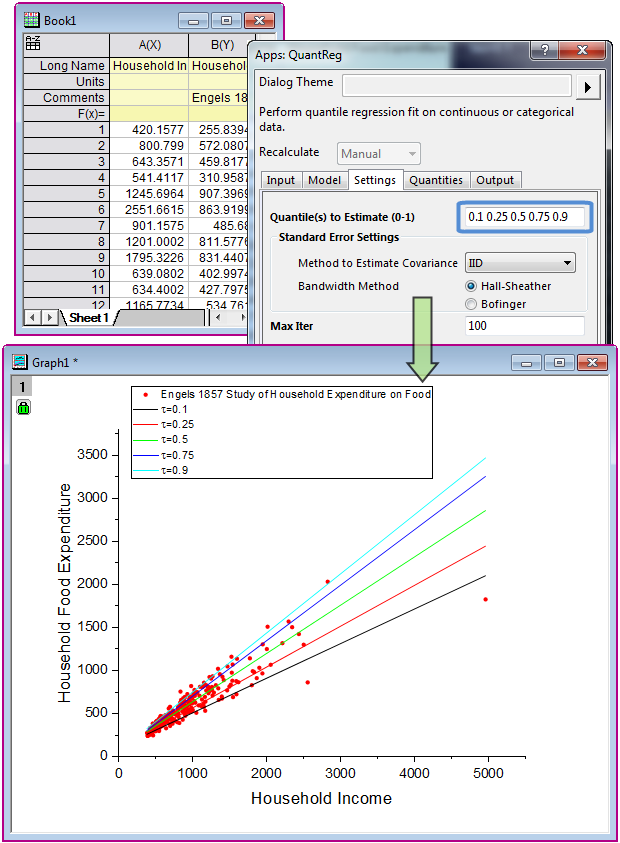 Book1
A(X) B(Y)
Long Name Household In Household
Units
Comments Engels 18
F(x)=
1 420.1577 255.8394
2 800.799 572.0807
3 643.3571 459.8177
4 541.4117 310.9587
5 1245.6964 907.3969
6 2551.6615 863.9199
7 901.1575 485.68
8 1201.0002 811.5776
9 1795.3226 831.4407
10 639.0802 402.9974
11 634.4002 427.7975
12 1165.7734 534.761
Sheet1
Apps: QuantReg
Dialog Theme
Perform quantile regression fit on continuous or categorical
data.
Recalculate Manual
Input Model Settings Quantities Output
Quantile(s) to Estimate (0-1) 0.1 0.25 0.5 0.75 0.9
Standard Error Settings
Method to Estimate Covariance IID
Bandwidth Method Hall-Sheather
Bofinger
Max Iter 100
Graph1 *
1
Engels 1857 Study of Household Expenditure on Food
τ=0.1
τ=0.25
τ=0.5
τ=0.75
τ=0.9
Household Food Expenditure
3500
3000
2500
2000
1500
1000
500
0
0 1000 2000 3000 4000 5000
Household Income